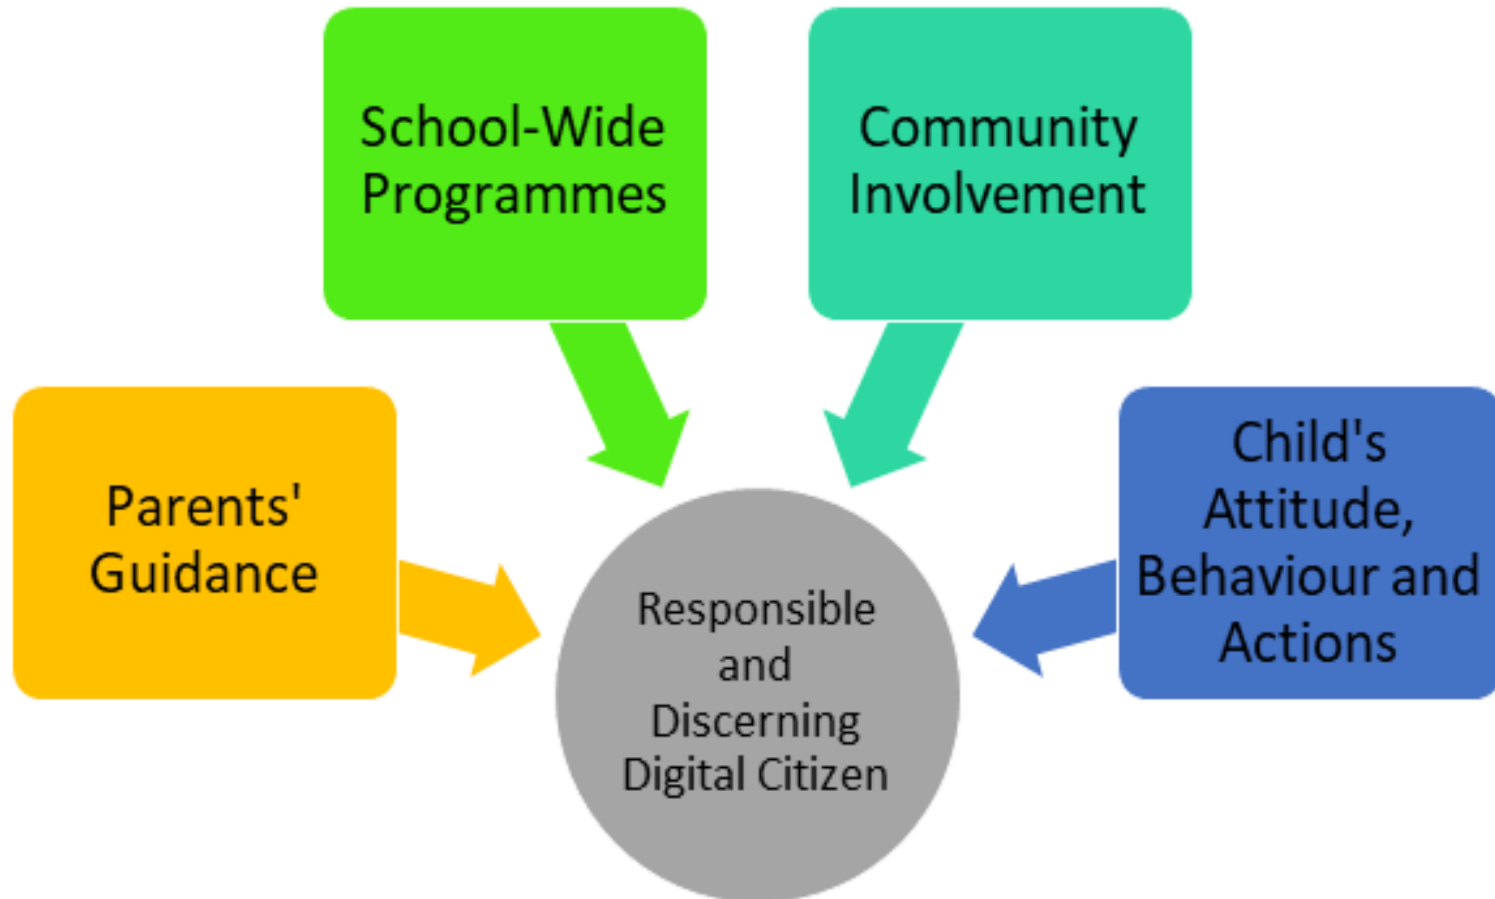 School-Wide
Programmes
Community
Involvement
Parents'
Guidance
Child's
Attitude,
Behaviour and
Actions
Responsible
and
Discerning
Digital Citizen